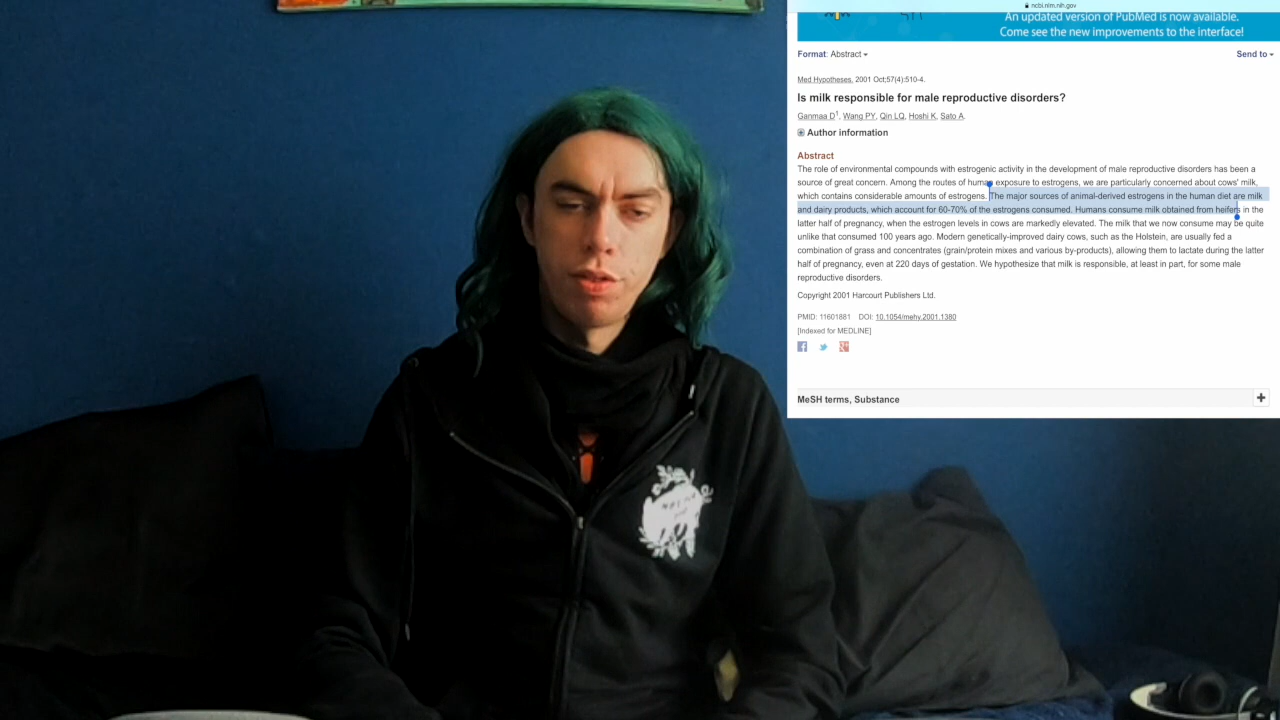 ncbi.nlm.nih.gov
An updated version of PubMed is now available.
Come see the new improvements to the interface!
Format: Abstract
Send to
Med Hypotheses. 2001 Oct;57(4):510-4.
Is milk responsible for male reproductive disorders?
Ganmaa D1, Wang PY, Qin LQ, Hoshi K, Sato A.
Author information
Abstract
The role of environmental compounds with estrogenic activity in the development of male reproductive disorders has been a
source of great concern. Among the routes of human exposure to estrogens, we are particularly concerned about cows' milk,
which contains considerable amounts of estrogens. The major sources of animal-derived estrogens in the human diet are milk
and dairy products, which account for 60-70% of the estrogens consumed. Humans consume milk obtained from heifers in the
latter half of pregnancy, when the estrogen levels in cows are markedly elevated. The milk that we now consume may be quite
unlike that consumed 100 years ago. Modern genetically-improved dairy cows, such as the Holstein, are usually fed a
combination of grass and concentrates (grain/protein mixes and various by-products), allowing them to lactate during the latter
half of pregnancy, even at 220 days of gestation. We hypothesize that milk is responsible, at least in part, for some male
reproductive disorders.
Copyright 2001 Harcourt Publishers Ltd.
PMID: 11601881 DOI: 10.1054/mehy.2001.1380
[Indexed for MEDLINE]
MeSH terms, Substance